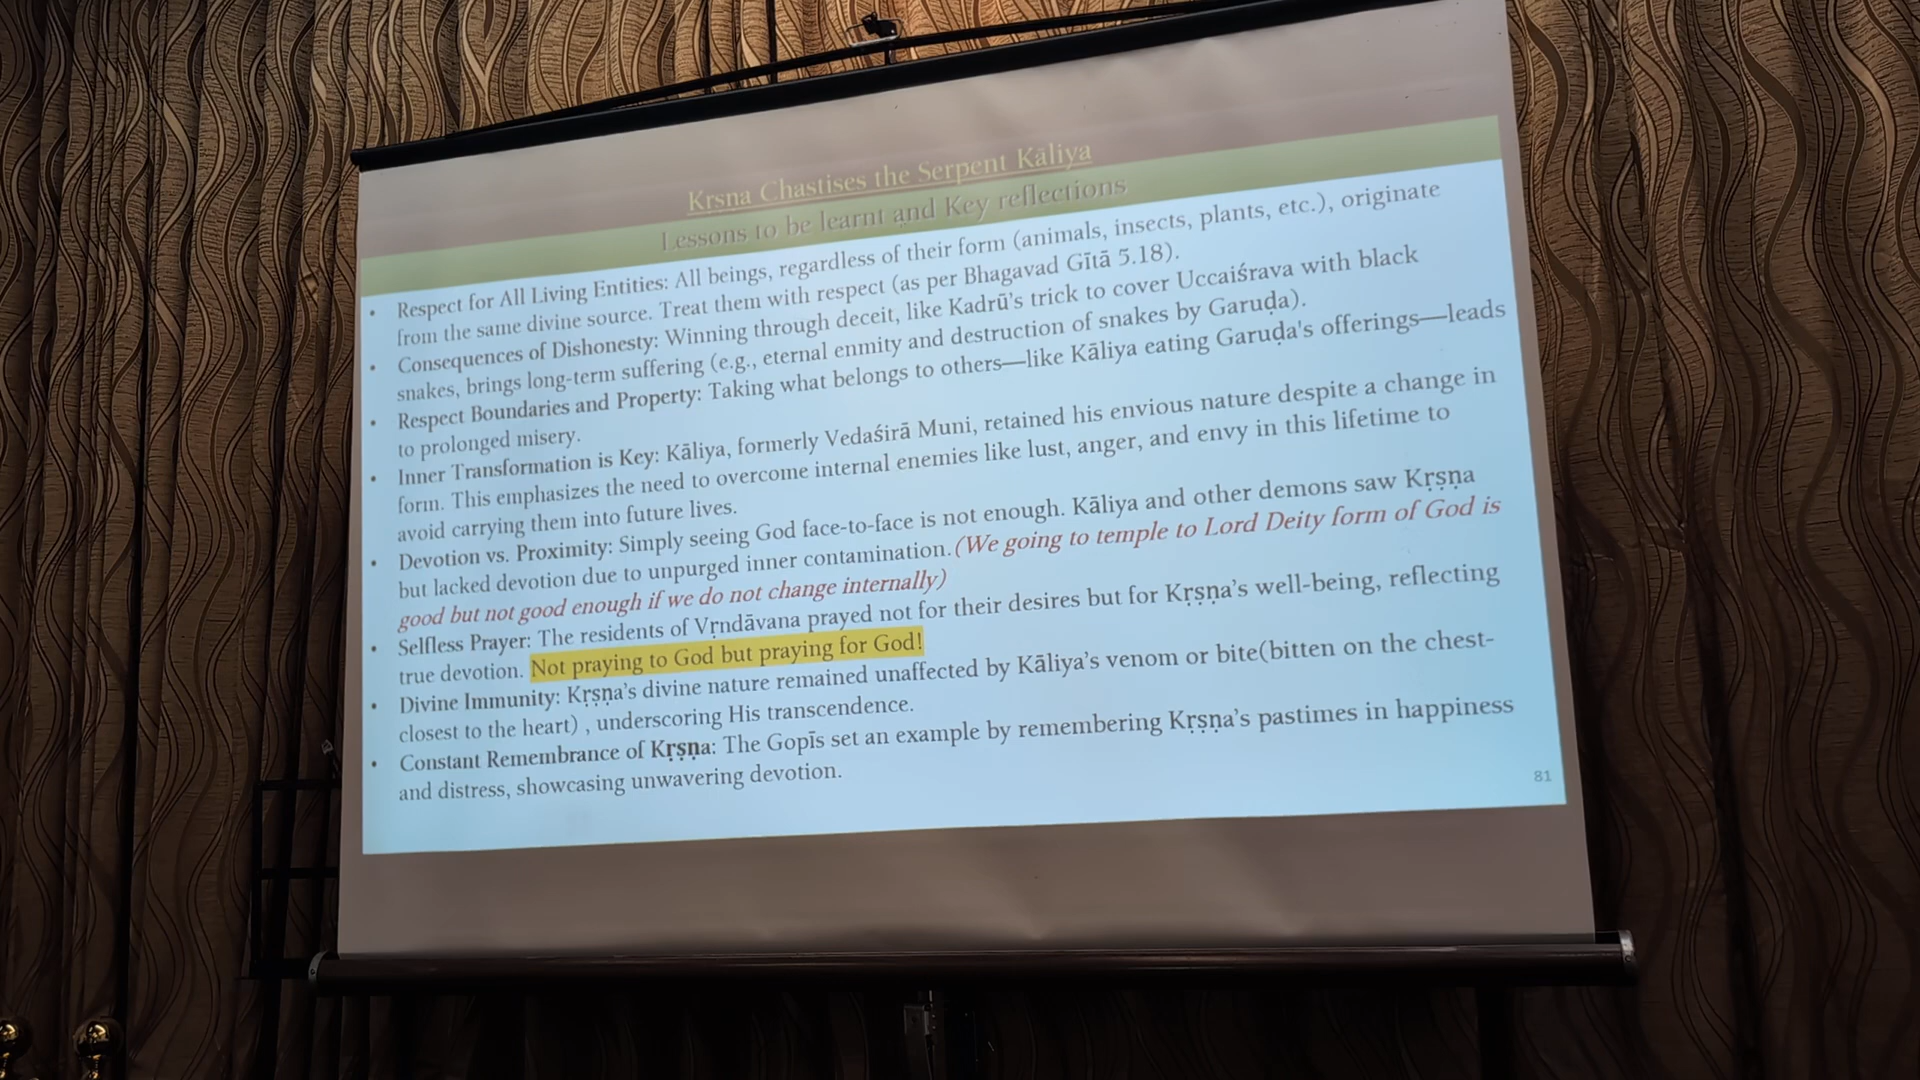 Krsna Chastises the Serpent Kāliya
Lessons to be learnt and Key reflections
• Respect for All Living Entities: All beings, regardless of their form (animals, insects, plants, etc.), originate
from the same divine source. Treat them with respect (as per Bhagavad Gītā 5.18).
• Consequences of Dishonesty: Winning through deceit, like Kadrū's trick to cover Uccaiśrava with black
snakes, brings long-term suffering (e.g., eternal enmity and destruction of snakes by Garuḍa).
• Respect Boundaries and Property: Taking what belongs to others—like Kāliya eating Garuḍa's offerings—leads
to prolonged misery.
• Inner Transformation is Key: Kāliya, formerly Vedaśirā Muni, retained his envious nature despite a change in
form. This emphasizes the need to overcome internal enemies like lust, anger, and envy in this lifetime to
avoid carrying them into future lives.
• Devotion vs. Proximity: Simply seeing God face-to-face is not enough. Kāliya and other demons saw Kṛṣṇa
but lacked devotion due to unpurged inner contamination. (We going to temple to Lord Deity form of God is
good but not good enough if we do not change internally)
• Selfless Prayer: The residents of Vṛndāvana prayed not for their desires but for Kṛṣṇa's well-being, reflecting
true devotion. Not praying to God but praying for God!
• Divine Immunity: Kṛṣṇa's divine nature remained unaffected by Kāliya's venom or bite(bitten on the chest-
closest to the heart) , underscoring His transcendence.
• Constant Remembrance of Kṛṣṇa: The Gopīs set an example by remembering Kṛṣṇa's pastimes in happiness
and distress, showcasing unwavering devotion.
81